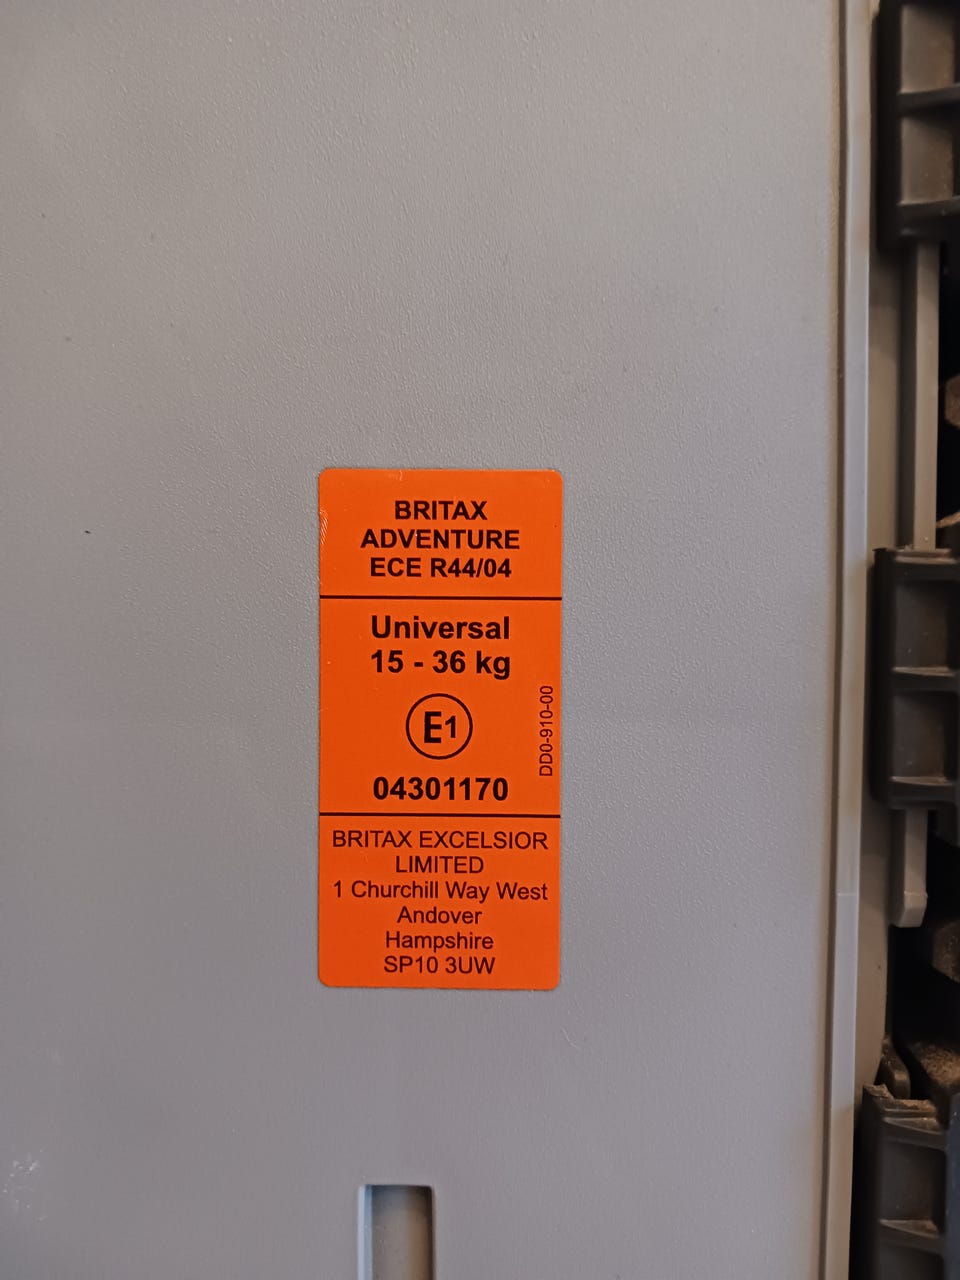 BRITAX
ADVENTURE
ECE R44/04
Universal
15 - 36 kg
E1
04301170
DD0-910-00
BRITAX EXCELSIOR
LIMITED
1 Churchill Way West
Andover
Hampshire
SP10 3UW